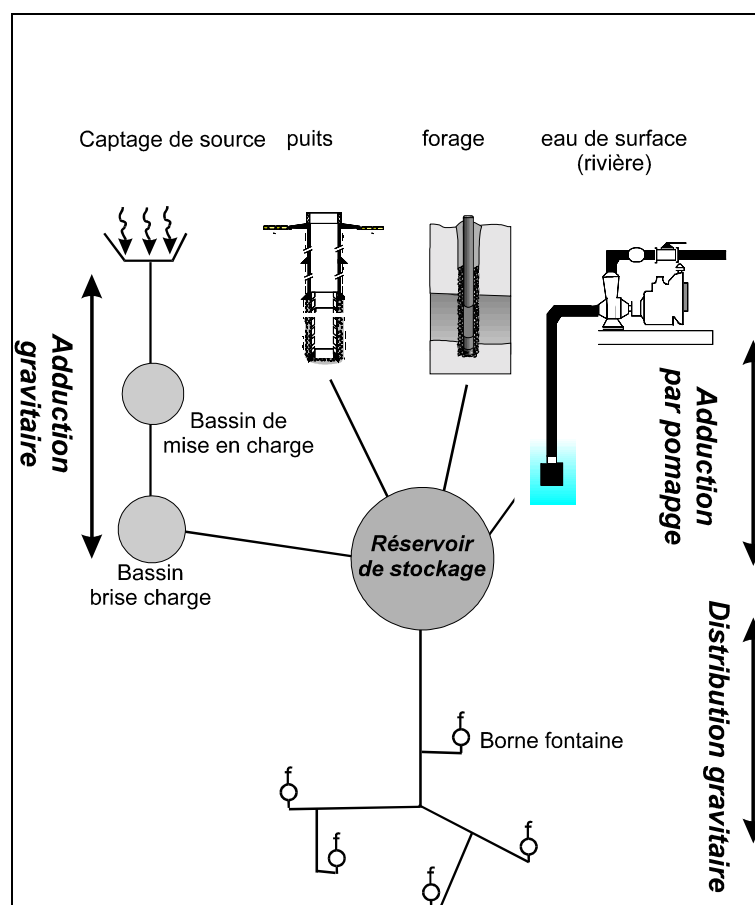 Captage de source
puits
forage
eau de surface
(rivière)
Adduction
gravitaire
Bassin de
mise en charge
Adduction
par pomapge
Réservoir
de stockage
Bassin
brise charge
Distribution gravitaire
f
Borne fontaine
f
f
f
f